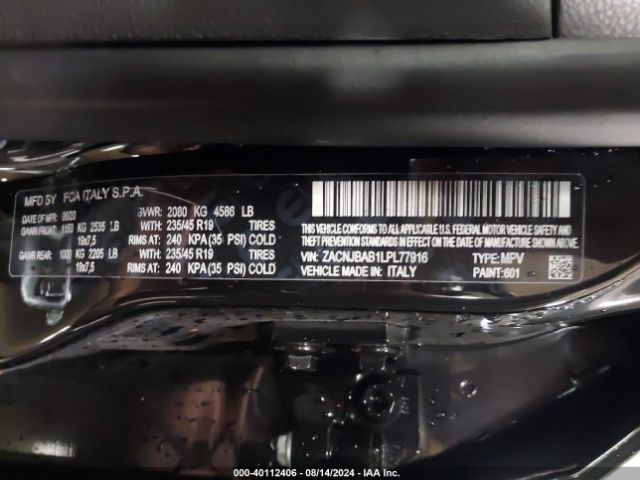 MFD BY FCA ITALY S.P.A.
DATE OF MFR 06/20 GVWR: 2080 KG 4586 LB
GAWR FRONT: 1150 KG 2535 LB WITH 235/45 R19 TIRES
19x7,5 RIMS AT: 240 KPA (35 PSI) COLD
GAWR REAR: 1000 KG 2205 LB WITH 235/45 R19 TIRES
19x7,5 RIMS AT: 240 KPA (35 PSI) COLD
THIS VEHICLE CONFORMS TO
ALL APPLICABLE U.S. FEDERAL MOTOR VEHICLE SAFETY AND
THEFT PREVENTION STANDARDS IN EFFECT ON THE DATE OF MANUFACTURE SHOWN ABOVE.
VIN: ZACNJBAB1LPL77916 TYPE: MPV
VEHICLE MADE IN: ITALY PAINT: 601
000-40112406 - 08/14/2024 - IAA Inc.